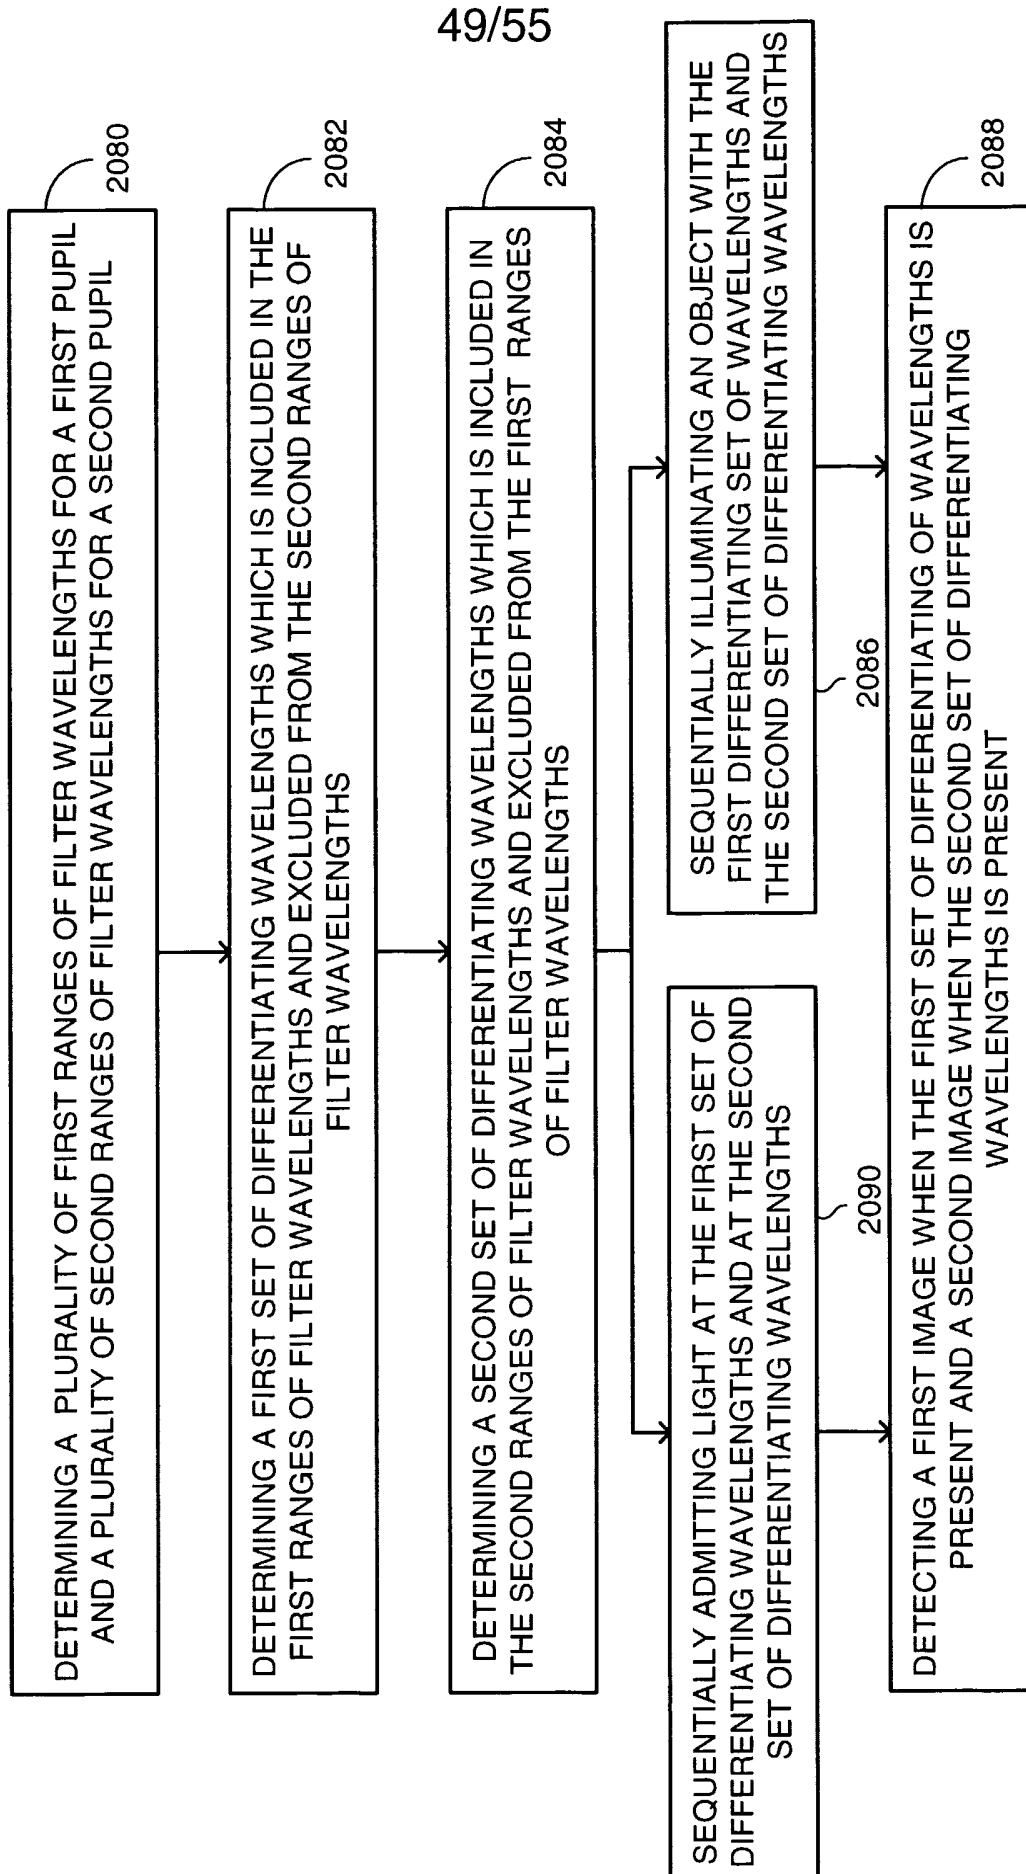 49/55
DETERMINING A PLURALITY OF FIRST RANGES OF FILTER WAVELENGTHS FOR A FIRST PUPIL
AND A PLURALITY OF SECOND RANGES OF FILTER WAVELENGTHS FOR A SECOND PUPIL
2080
DETERMINING A FIRST SET OF DIFFERENTIATING WAVELENGTHS WHICH IS INCLUDED IN THE
FIRST RANGES OF FILTER WAVELENGTHS AND EXCLUDED FROM THE SECOND RANGES OF
FILTER WAVELENGTHS
2082
DETERMINING A SECOND SET OF DIFFERENTIATING WAVELENGTHS WHICH IS INCLUDED IN
THE SECOND RANGES OF FILTER WAVELENGTHS AND EXCLUDED FROM THE FIRST RANGES
OF FILTER WAVELENGTHS
2084
SEQUENTIALLY ADMITTING LIGHT AT THE FIRST SET OF
DIFFERENTIATING WAVELENGTHS AND AT THE SECOND
SET OF DIFFERENTIATING WAVELENGTHS
2090
SEQUENTIALLY ILLUMINATING AN OBJECT WITH THE
FIRST DIFFERENTIATING SET OF WAVELENGTHS AND
THE SECOND SET OF DIFFERENTIATING WAVELENGTHS
2086
DETECTING A FIRST IMAGE WHEN THE FIRST SET OF DIFFERENTIATING OF WAVELENGTHS IS
PRESENT AND A SECOND IMAGE WHEN THE SECOND SET OF DIFFERENTIATING
WAVELENGTHS IS PRESENT
2088